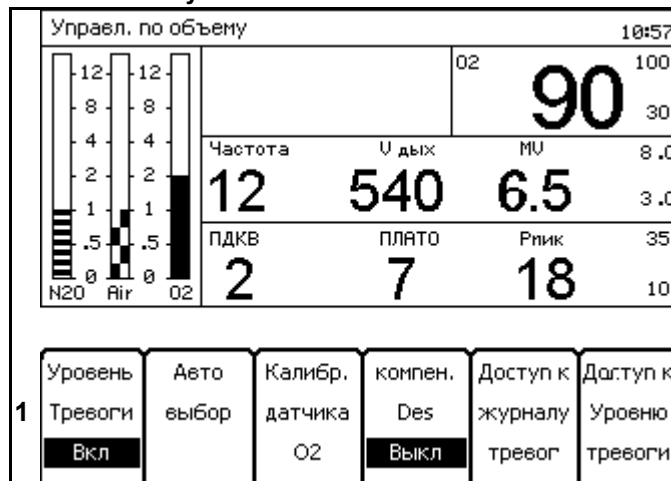 Управл. по объему 10:57
O2 90 100
30
12 12
8 8
4 4
2 2
1 1
.5 .5
0 0
N2O Air O2
Частота V дых MV 8.0
12 540 6.5 3.0
ПДКВ ПЛАТО Рпик 35
2 7 18 10
Уровень Авто Калибр. компен. Доступ к Доступ к
1 Тревоги выбор датчика Des журналу Уровню
Вкл O2 Выкл тревог тревоги